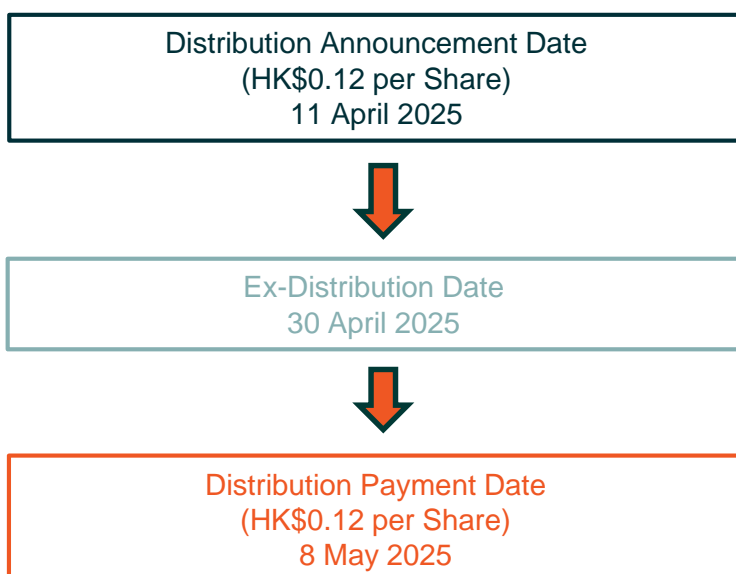 Distribution Announcement Date
(HK$0.12 per Share)
11 April 2025
Ex-Distribution Date
30 April 2025
Distribution Payment Date
(HK$0.12 per Share)
8 May 2025